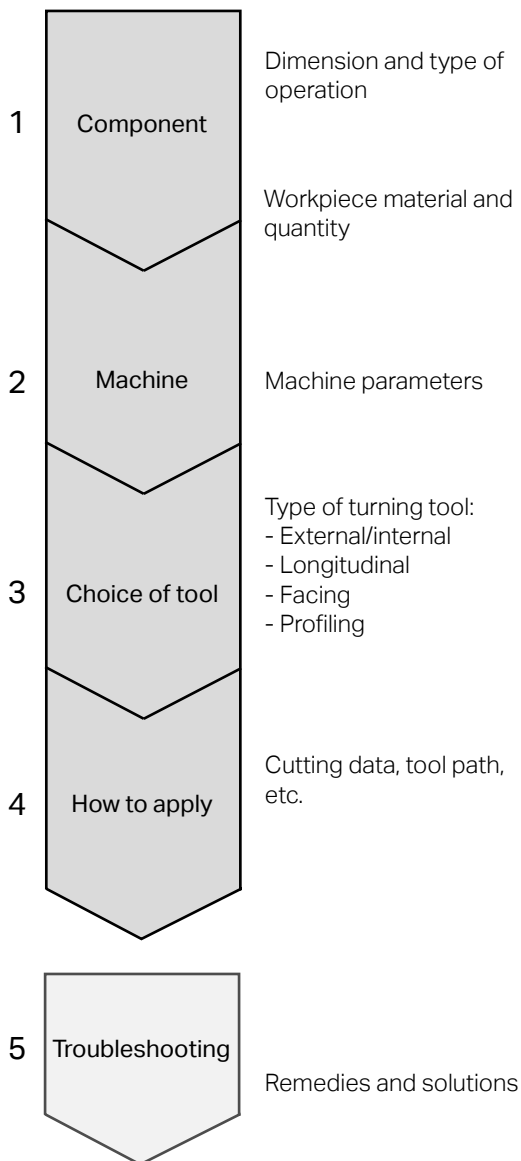 1
Component
Dimension and type of
operation
Workpiece material and
quantity
2
Machine
Machine parameters
3
Choice of tool
Type of turning tool:
- External/internal
- Longitudinal
- Facing
- Profiling
4
How to apply
Cutting data, tool path,
etc.
5
Troubleshooting
Remedies and solutions